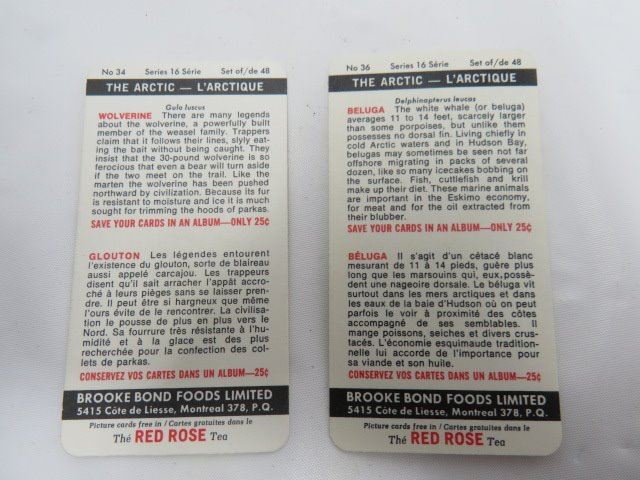 No 34 Series 16 Série Set of/de 48
THE ARCTIC — L'ARCTIQUE
Gulo luscus
WOLVERINE There are many legends
about the wolverine, a powerfully built
member of the weasel family. Trappers
claim that it follows their lines, slyly eat-
ing the bait without being caught. They
insist that the 30-pound wolverine is so
ferocious that even a bear will turn aside
if the two meet on the trail. Like the
marten the wolverine has been pushed
northward by civilization. Because its fur
is resistant to moisture and ice it is much
sought for trimming the hoods of parkas.
SAVE YOUR CARDS IN AN ALBUM—ONLY 25¢
GLOUTON Les légendes entourent
l'existence du glouton, sorte de blaireau
aussi appelé carcajou. Les trappeurs
disent qu'il sait arracher l'appât accro-
ché à leurs pièges sans se laisser pren-
dre. Il peut être si hargneux que même
l'ours évite de le rencontrer. La civilisa-
tion le pousse de plus en plus vers le
Nord. Sa fourrure très résistante à l'hu-
midité et à la glace est des plus
recherchée pour la confection des col-
lets de parkas.
CONSERVEZ VOS CARTES DANS UN ALBUM—25¢
BROOKE BOND FOODS LIMITED
5415 Côte de Liesse, Montreal 378, P.Q.
Picture cards free in / Cartes gratuites dans le
Thé RED ROSE Tea
No 36 Series 16 Série Set of/de 48
THE ARCTIC — L'ARCTIQUE
Delphinapterus leucas
BELUGA The white whale (or beluga)
averages 11 to 14 feet, scarcely larger
than some porpoises, but unlike them
possesses no dorsal fin. Living chiefly in
cold Arctic waters and in Hudson Bay,
belugas may sometimes be seen not far
offshore migrating in packs of several
dozen, like so many icecakes bobbing on
the surface. Fish, cuttlefish and krill
make up their diet. These marine animals
are important in the Eskimo economy,
for meat and for the oil extracted from
their blubber.
SAVE YOUR CARDS IN AN ALBUM—ONLY 25¢
BÉLUGA Il s'agit d'un cétacé blanc
mesurant de 11 à 14 pieds, guère plus
long que les marsouins qui, eux, possè-
dent une nageoire dorsale. Le béluga vit
surtout dans les mers arctiques et dans
les eaux de la baie d'Hudson où on peut
parfois le voir à proximité des côtes
accompagné de ses semblables. Il
mange poissons, seiches et divers crus-
tacés. L'économie esquimaude tradition-
nelle lui accorde de l'importance pour
sa viande et son huile.
CONSERVEZ VOS CARTES DANS UN ALBUM—25¢
BROOKE BOND FOODS LIMITED
5415 Côte de Liesse, Montreal 378, P.Q.
Picture cards free in / Cartes gratuites dans le
Thé RED ROSE Tea